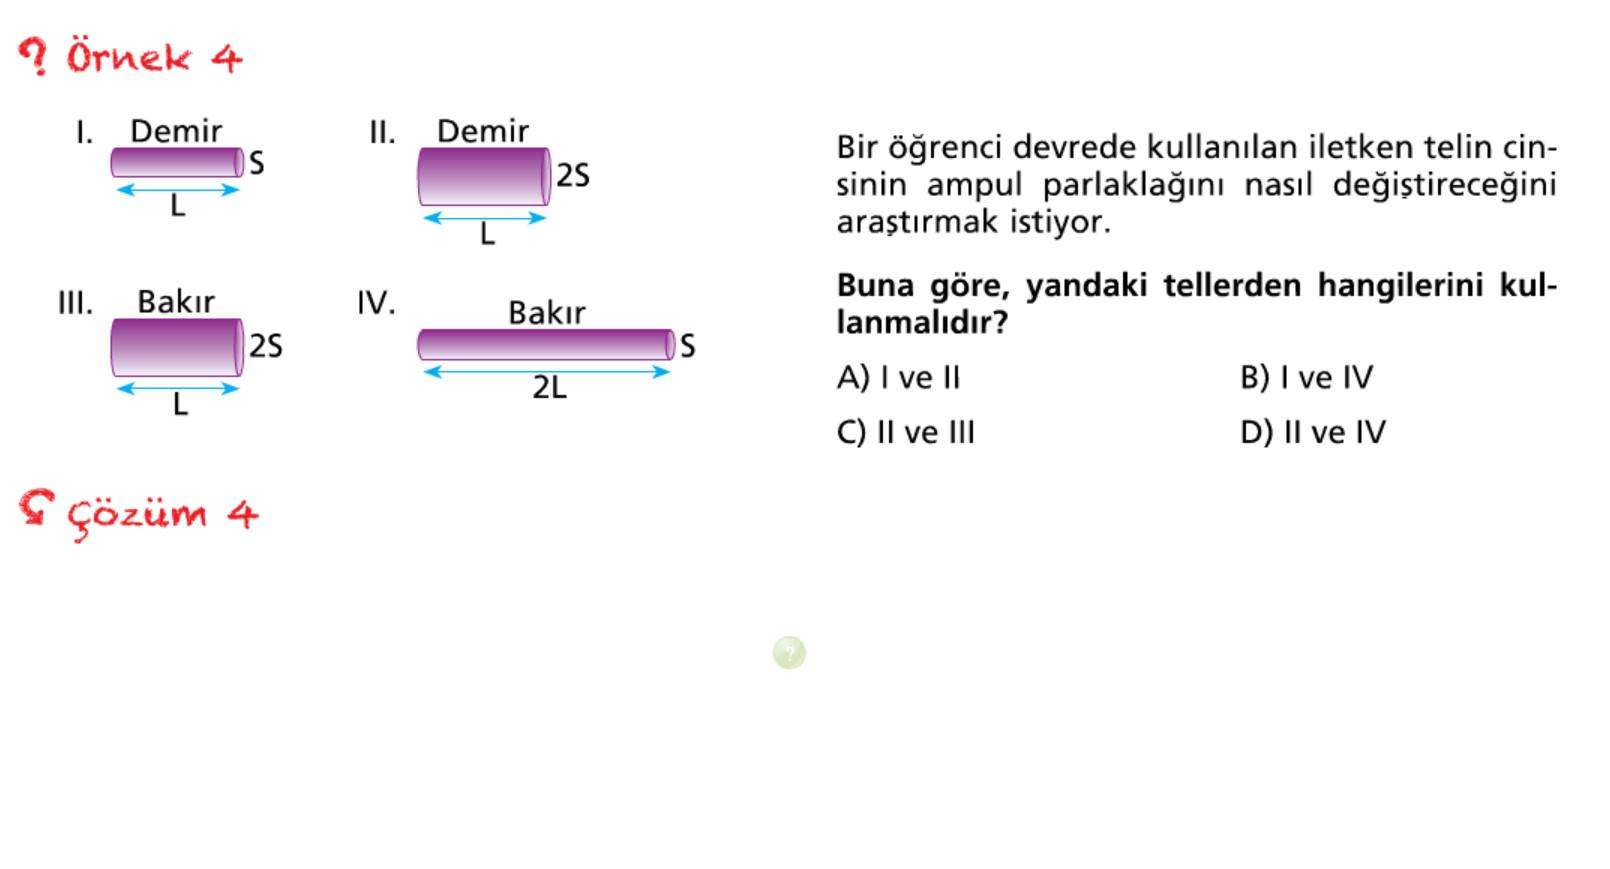 ? Örnek 4
I. Demir
S
L
II. Demir
2S
L
III. Bakır
2S
L
IV. Bakır
S
2L
Bir öğrenci devrede kullanılan iletken telin cin-
sinin ampul parlaklağını nasıl değiştireceğini
araştırmak istiyor.
Buna göre, yandaki tellerden hangilerini kul-
lanmalıdır?
A) I ve II
B) I ve IV
C) II ve III
D) II ve IV
Çözüm 4
?